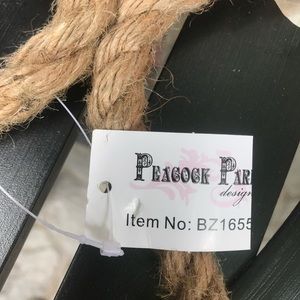 PEACOCK PAR
design
Item No: BZ1655